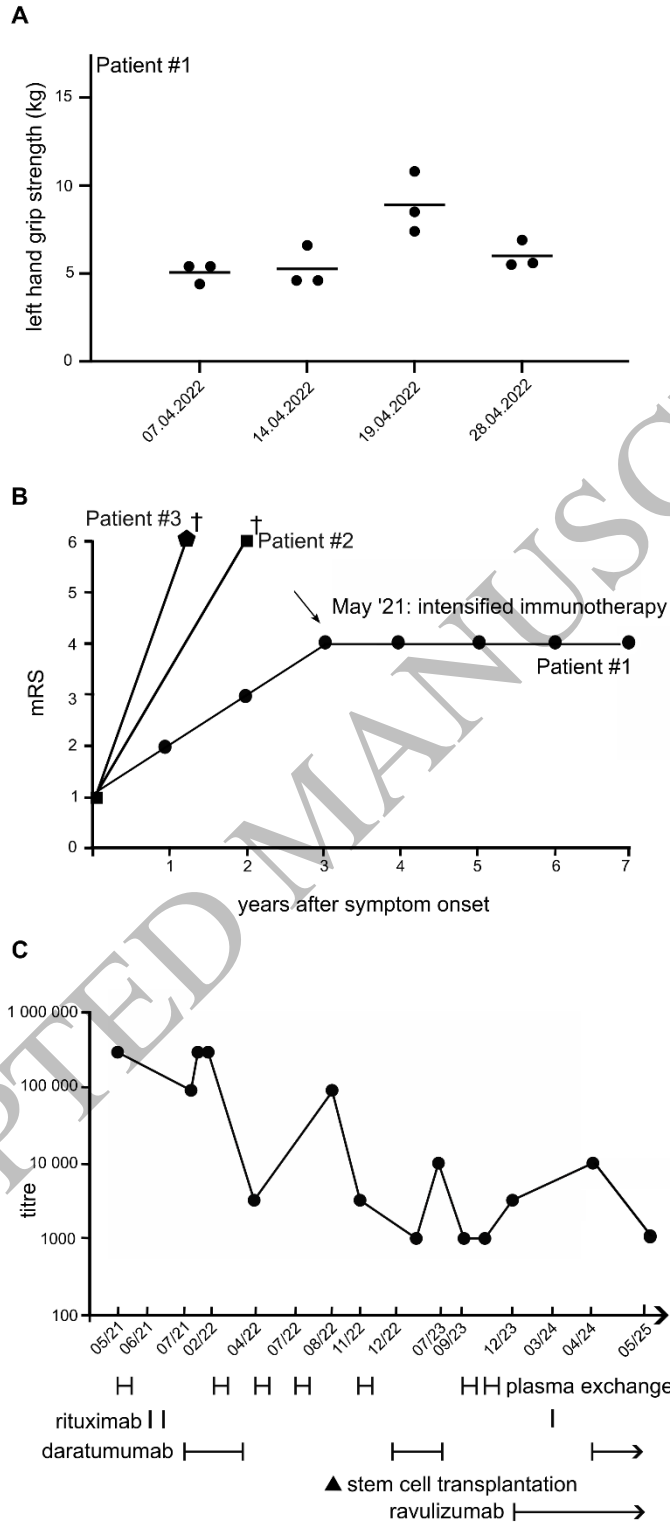 A
Patient #1
left hand grip strength (kg)
15
10
5
0
07.04.2022
14.04.2022
19.04.2022
28.04.2022
B
Patient #3 †
†
Patient #2
May '21: intensified immunotherapy
Patient #1
mRS
6
5
4
3
2
1
0
1 2 3 4 5 6 7
years after symptom onset
C
1 000 000
100 000
10 000
1000
100
titre
05/21 06/21 07/21 02/22 04/22 07/22 08/22 11/22 12/22 07/23 09/23 12/23 03/24 04/24 05/25
plasma exchange
rituximab
daratumumab
▲ stem cell transplantation
ravulizumab
PTED MANUSC